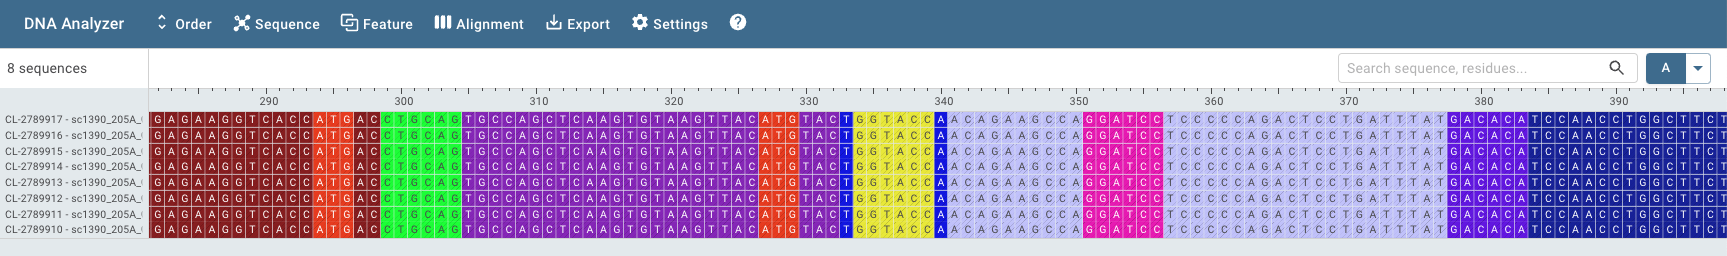 DNA Analyzer
Order
Sequence
Feature
Alignment
Export
Settings
?
8 sequences
Search sequence, residues...
A
290 300 310 320 330 340 350 360 370 380 390
CL-2789917 - sc1390_205A_ GAGAAGGTCACCATGACCTGCAGTGCCAGCTCAAGTGTAAGTTACATGTACTGGTACCAACAGAAGCCAGGATCCTCCCCCAGACTCCTGATTTATGACACATCCAACCTGGCTTCT
CL-2789916 - sc1390_205A_ GAGAAGGTCACCATGACCTGCAGTGCCAGCTCAAGTGTAAGTTACATGTACTGGTACCAACAGAAGCCAGGATCCTCCCCCAGACTCCTGATTTATGACACATCCAACCTGGCTTCT
CL-2789915 - sc1390_205A_ GAGAAGGTCACCATGACCTGCAGTGCCAGCTCAAGTGTAAGTTACATGTACTGGTACCAACAGAAGCCAGGATCCTCCCCCAGACTCCTGATTTATGACACATCCAACCTGGCTTCT
CL-2789914 - sc1390_205A_ GAGAAGGTCACCATGACCTGCAGTGCCAGCTCAAGTGTAAGTTACATGTACTGGTACCAACAGAAGCCAGGATCCTCCCCCAGACTCCTGATTTATGACACATCCAACCTGGCTTCT
CL-2789913 - sc1390_205A_ GAGAAGGTCACCATGACCTGCAGTGCCAGCTCAAGTGTAAGTTACATGTACTGGTACCAACAGAAGCCAGGATCCTCCCCCAGACTCCTGATTTATGACACATCCAACCTGGCTTCT
CL-2789912 - sc1390_205A_ GAGAAGGTCACCATGACCTGCAGTGCCAGCTCAAGTGTAAGTTACATGTACTGGTACCAACAGAAGCCAGGATCCTCCCCCAGACTCCTGATTTATGACACATCCAACCTGGCTTCT
CL-2789911 - sc1390_205A_ GAGAAGGTCACCATGACCTGCAGTGCCAGCTCAAGTGTAAGTTACATGTACTGGTACCAACAGAAGCCAGGATCCTCCCCCAGACTCCTGATTTATGACACATCCAACCTGGCTTCT
CL-2789910 - sc1390_205A_ GAGAAGGTCACCATGACCTGCAGTGCCAGCTCAAGTGTAAGTTACATGTACTGGTACCAACAGAAGCCAGGATCCTCCCCCAGACTCCTGATTTATGACACATCCAACCTGGCTTCT